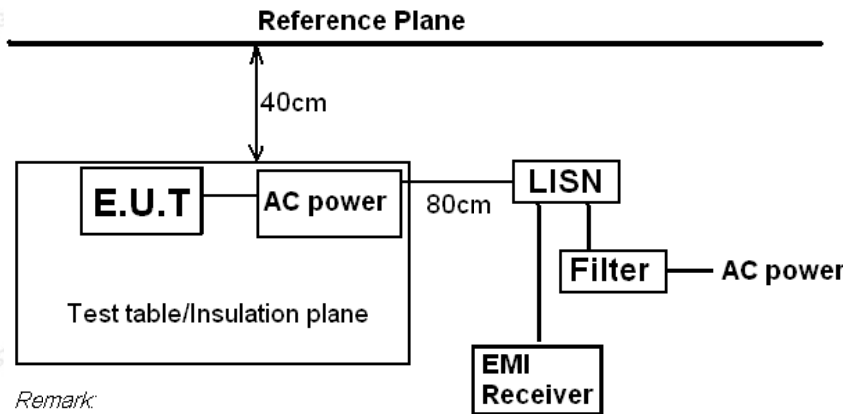 Reference Plane
40cm
E.U.T
AC power
80cm
LISN
Filter
AC power
Test table/Insulation plane
EMI
Receiver
Remark: